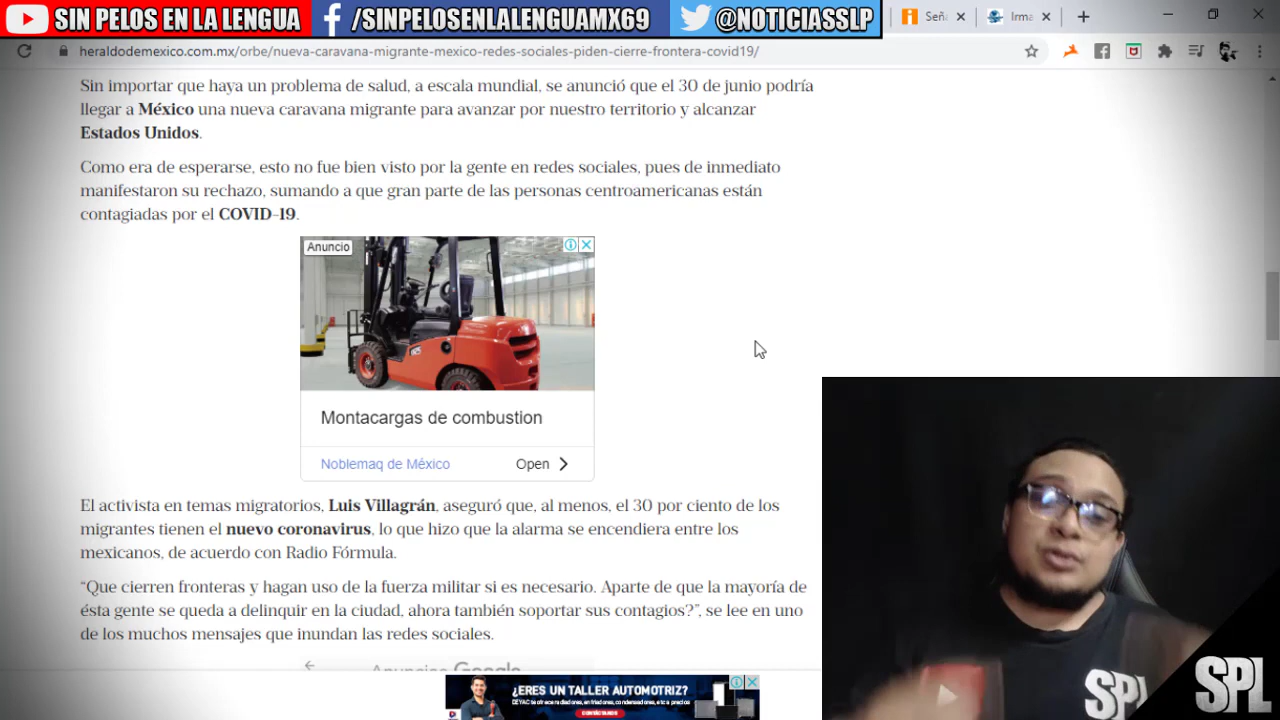 SIN PELOS EN LA LENGUA
/SINPELOSENLALENGUAMX69
@NOTICIASSLP
Seña
Irma
heraldodemexico.com.mx/orbe/nueva-caravana-migrante-mexico-redes-sociales-piden-cierre-frontera-covid19/
Sin importar que haya un problema de salud, a escala mundial, se anunció que el 30 de junio podría
llegar a México una nueva caravana migrante para avanzar por nuestro territorio y alcanzar
Estados Unidos.
Como era de esperarse, esto no fue bien visto por la gente en redes sociales, pues de inmediato
manifestaron su rechazo, sumando a que gran parte de las personas centroamericanas están
contagiadas por el COVID-19.
Anuncio
Montacargas de combustion
Noblemaq de México
Open
El activista en temas migratorios, Luis Villagrán, aseguró que, al menos, el 30 por ciento de los
migrantes tienen el nuevo coronavirus, lo que hizo que la alarma se encendiera entre los
mexicanos, de acuerdo con Radio Fórmula.
“Que cierren fronteras y hagan uso de la fuerza militar si es necesario. Aparte de que la mayoría de
ésta gente se queda a delinquir en la ciudad, ahora también soportar sus contagios?”, se lee en uno
de los muchos mensajes que inundan las redes sociales.
Anuncios Google
¿ERES UN TALLER AUTOMOTRIZ?
CONTÁCTANOS
SPL
SPL